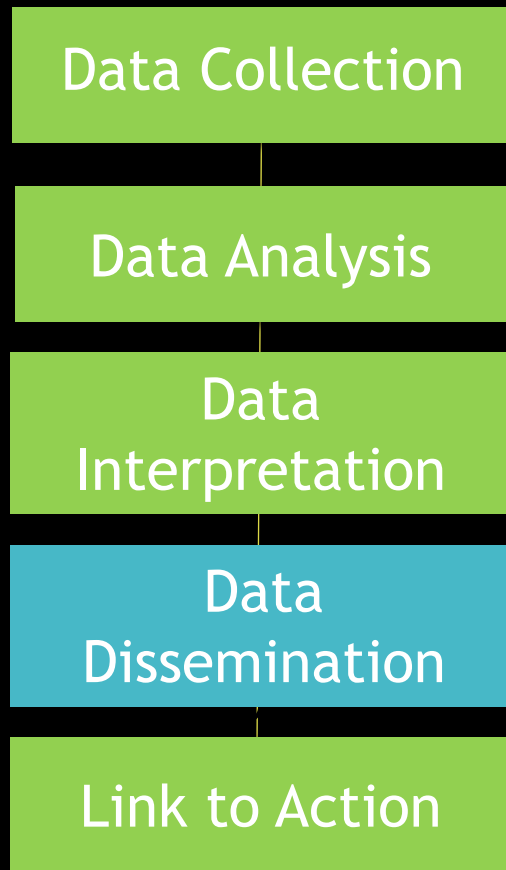 Data Collection
Data Analysis
Data
Interpretation
Data
Dissemination
Link to Action